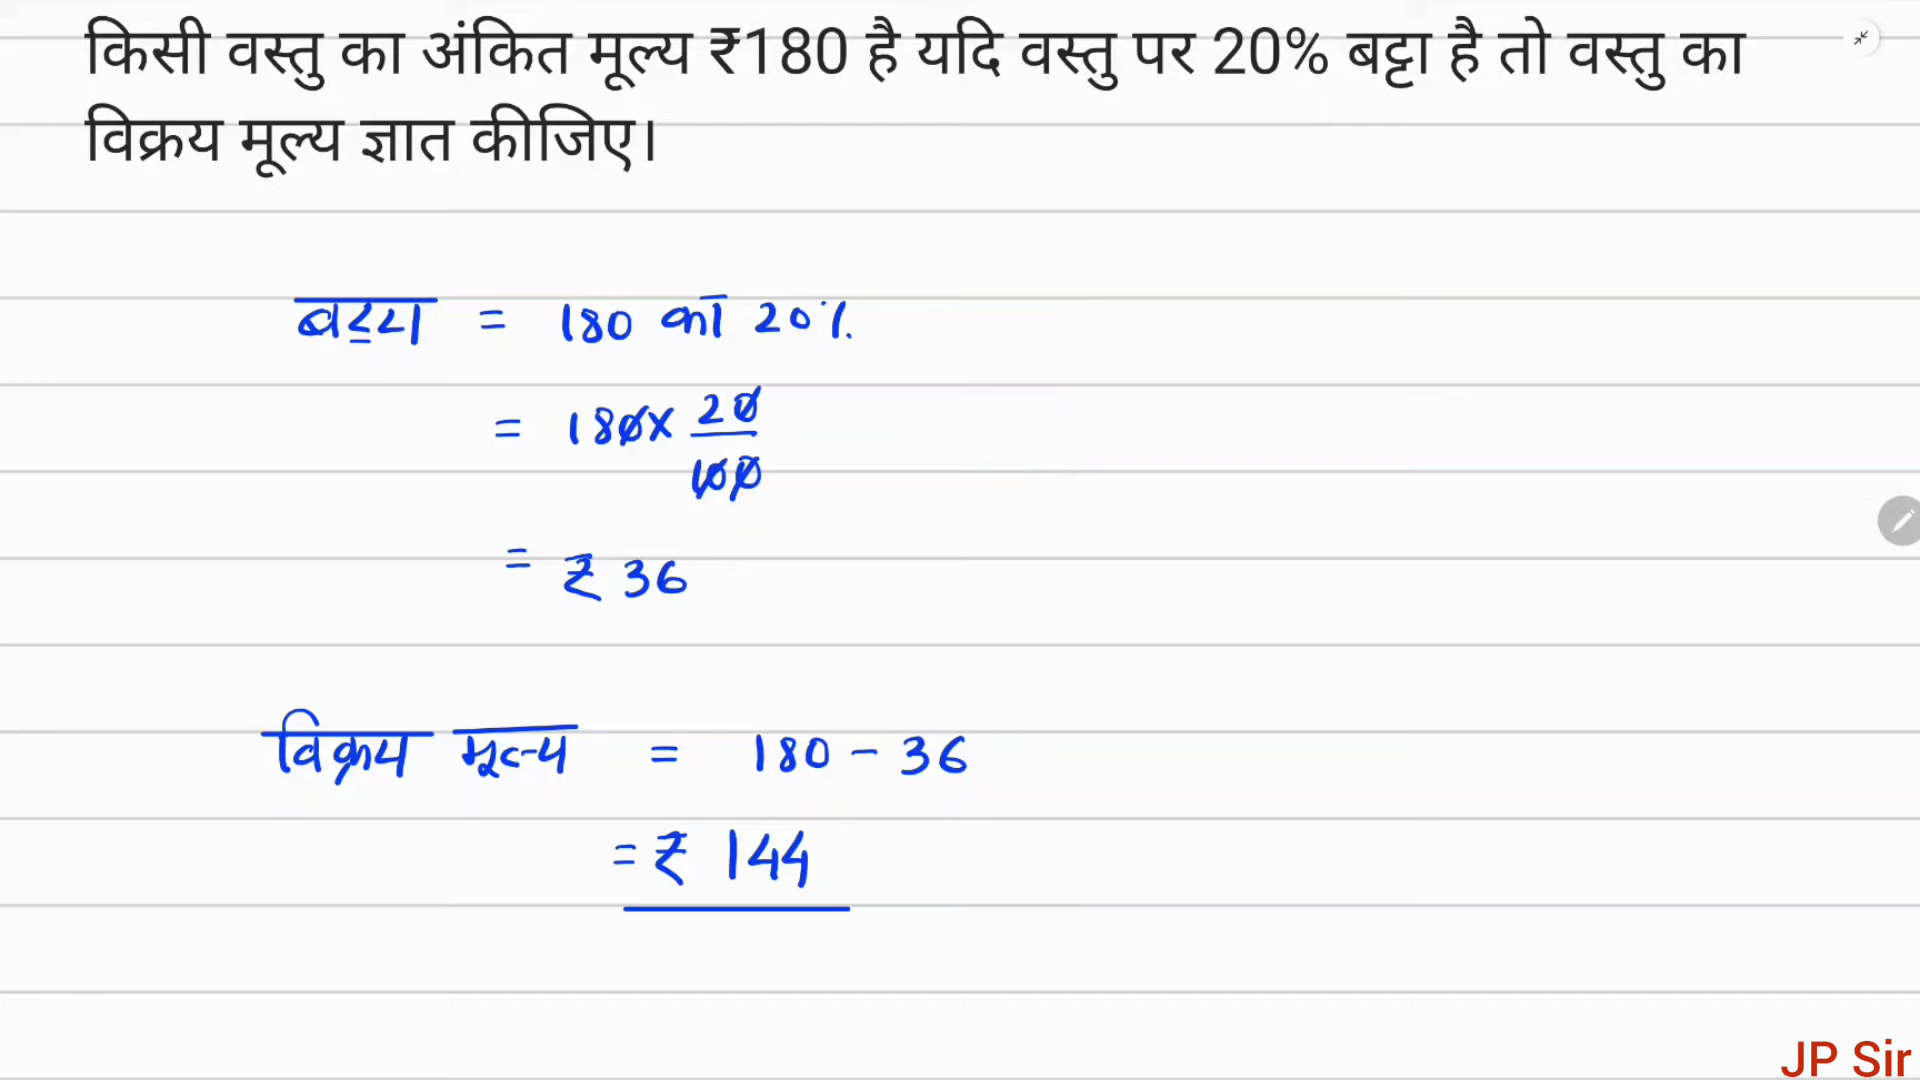 किसी वस्तु का अंकित मूल्य ₹180 है यदि वस्तु पर 20% बट्टा है तो वस्तु का
विक्रय मूल्य ज्ञात कीजिए।
बट्टा = 180 का 20%
= 180 × 20/100
= ₹ 36
विक्रय मूल्य = 180 - 36
= ₹ 144
JP Sir